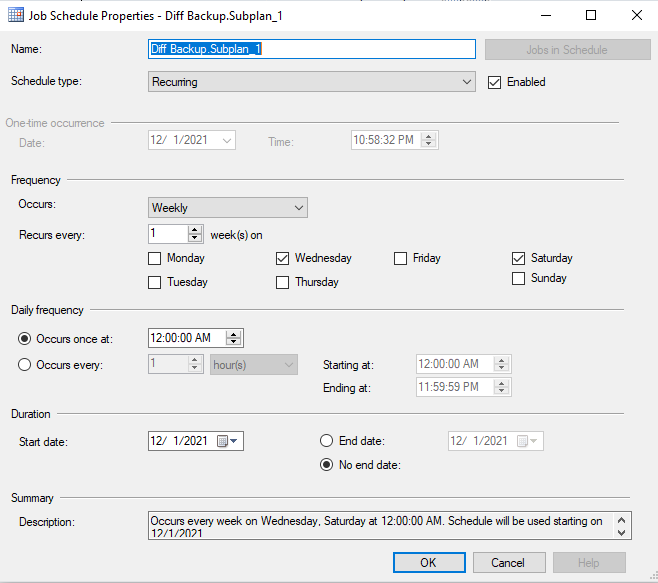 Job Schedule Properties - Diff Backup.Subplan_1
Name: Diff Backup.Subplan_1 Jobs in Schedule
Schedule type: Recurring Enabled
One-time occurrence
Date: 12/ 1/2021 Time: 10:58:32 PM
Frequency
Occurs: Weekly
Recurs every: 1 week(s) on
Monday Wednesday Friday Saturday
Tuesday Thursday Sunday
Daily frequency
Occurs once at: 12:00:00 AM
Occurs every: 1 hour(s) Starting at: 12:00:00 AM
Ending at: 11:59:59 PM
Duration
Start date: 12/ 1/2021 End date: 12/ 1/2021
No end date:
Summary
Description: Occurs every week on Wednesday, Saturday at 12:00:00 AM. Schedule will be used starting on
12/1/2021
OK Cancel Help